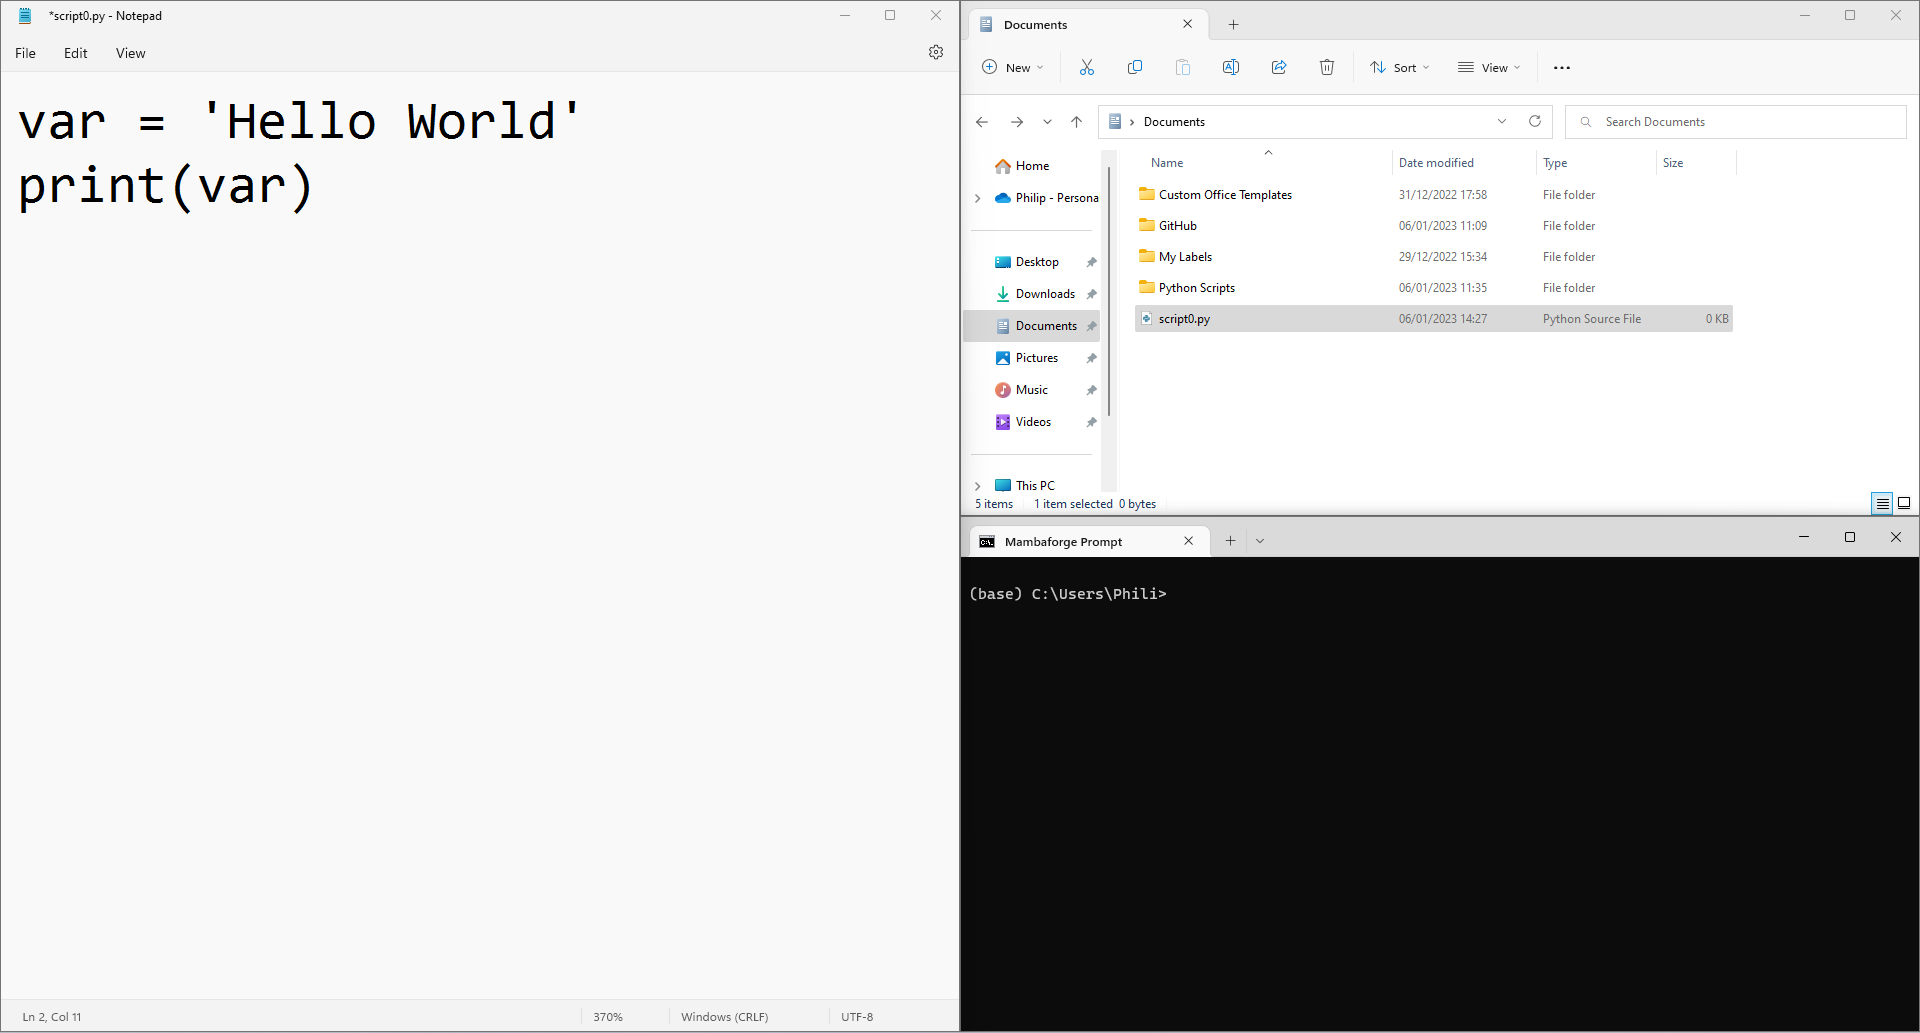 *script0.py - Notepad
File Edit View
var = 'Hello World'
print(var)
Ln 2, Col 11 370% Windows (CRLF) UTF-8
Documents
New Sort View
Documents
Search Documents
Home
Philip - Persona
Desktop
Downloads
Documents
Pictures
Music
Videos
This PC
Name Date modified Type Size
Custom Office Templates 31/12/2022 17:58 File folder
GitHub 06/01/2023 11:09 File folder
My Labels 29/12/2022 15:34 File folder
Python Scripts 06/01/2023 11:35 File folder
script0.py 06/01/2023 14:27 Python Source File 0 KB
5 items 1 item selected 0 bytes
Mambaforge Prompt
(base) C:\Users\Phili>